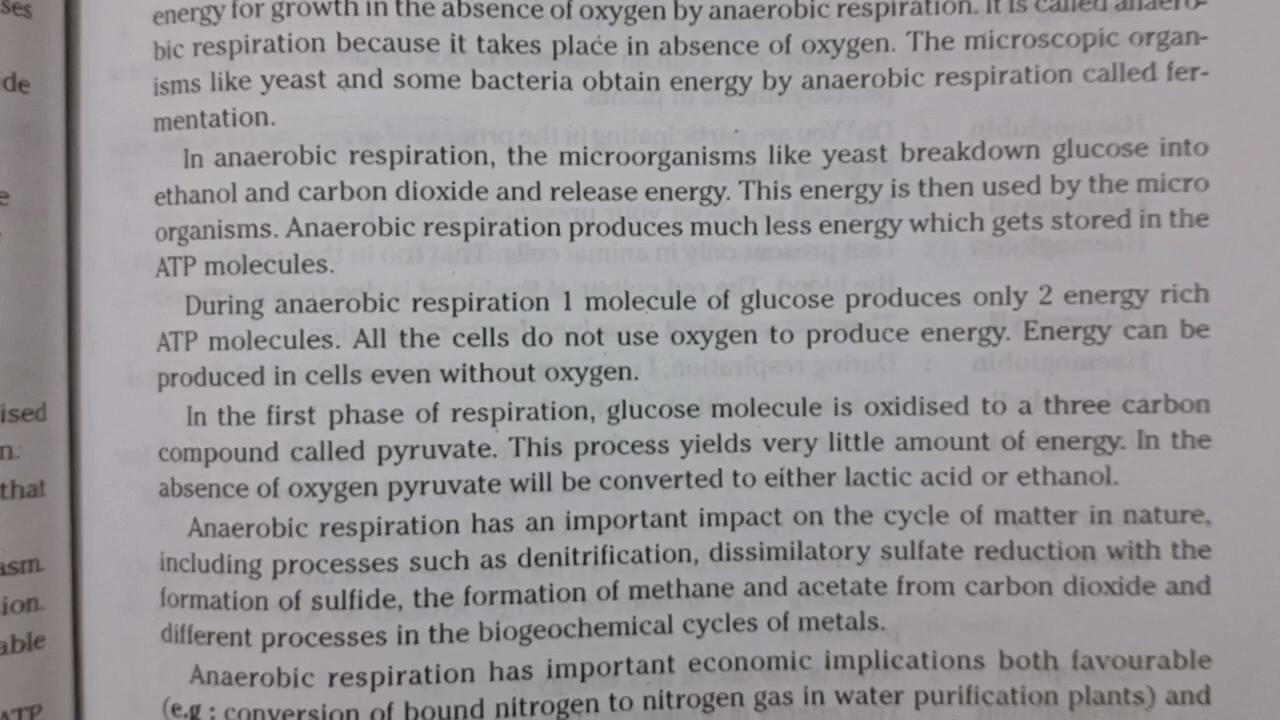 ses
de
e
ised
n.
that
asm.
ion.
able
ATP
energy for growth in the absence of oxygen by anaerobic respiration. It is called anaero-
bic respiration because it takes place in absence of oxygen. The microscopic organ-
isms like yeast and some bacteria obtain energy by anaerobic respiration called fer-
mentation.
In anaerobic respiration, the microorganisms like yeast breakdown glucose into
ethanol and carbon dioxide and release energy. This energy is then used by the micro
organisms. Anaerobic respiration produces much less energy which gets stored in the
ATP molecules.
During anaerobic respiration 1 molecule of glucose produces only 2 energy rich
ATP molecules. All the cells do not use oxygen to produce energy. Energy can be
produced in cells even without oxygen.
In the first phase of respiration, glucose molecule is oxidised to a three carbon
compound called pyruvate. This process yields very little amount of energy. In the
absence of oxygen pyruvate will be converted to either lactic acid or ethanol.
Anaerobic respiration has an important impact on the cycle of matter in nature,
including processes such as denitrification, dissimilatory sulfate reduction with the
formation of sulfide, the formation of methane and acetate from carbon dioxide and
different processes in the biogeochemical cycles of metals.
Anaerobic respiration has important economic implications both favourable
(e.g : conversion of bound nitrogen to nitrogen gas in water purification plants) and